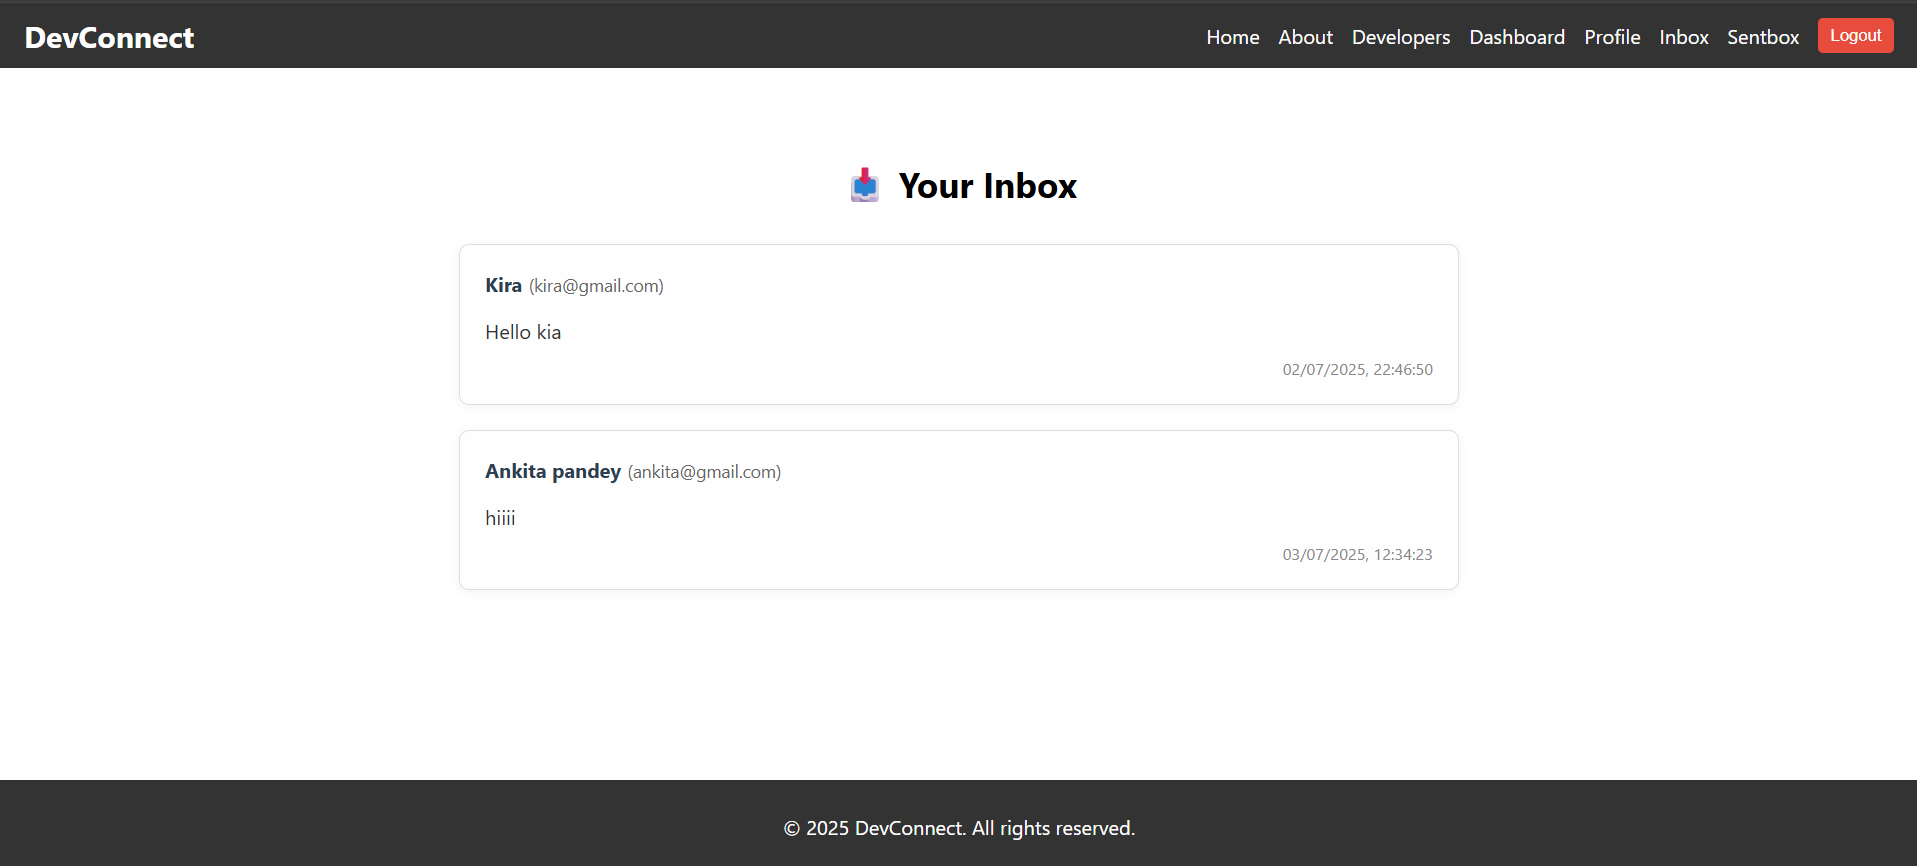 DevConnect
Home About Developers Dashboard Profile Inbox Sentbox Logout
Your Inbox
Kira (kira@gmail.com)
Hello kia
02/07/2025, 22:46:50
Ankita pandey (ankita@gmail.com)
hiiii
03/07/2025, 12:34:23
© 2025 DevConnect. All rights reserved.